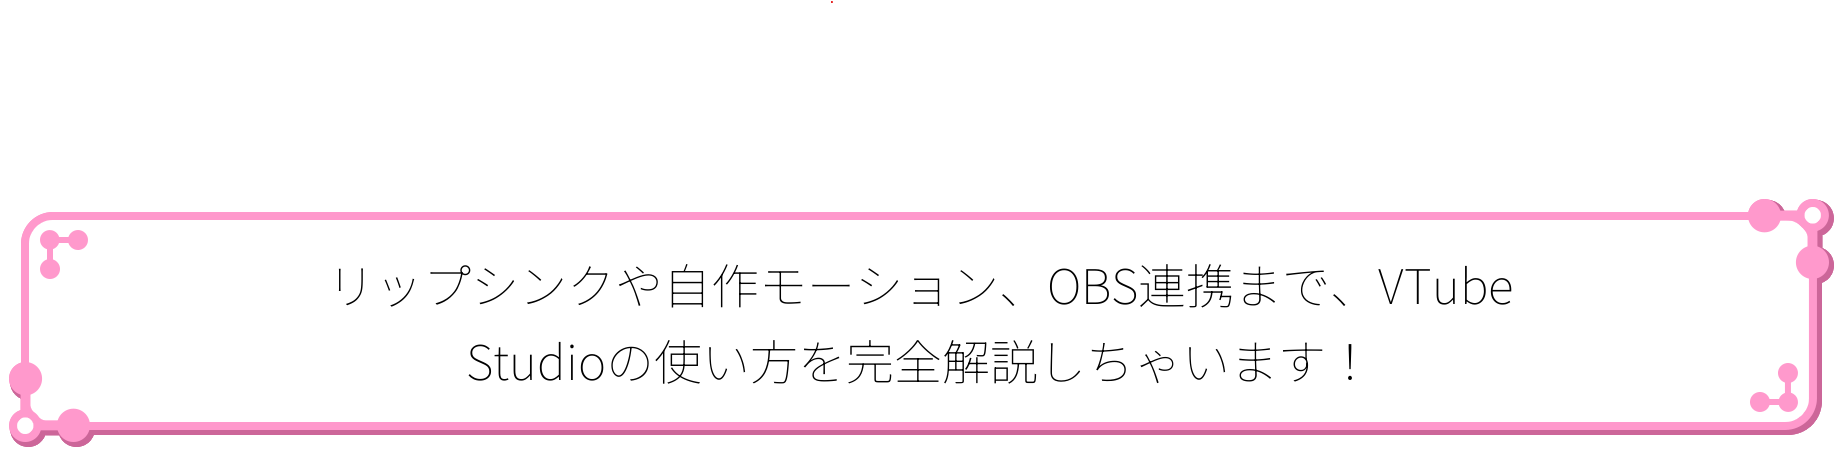 リップシンクや自作モーション、OBS連携まで、VTube
Studioの使い方を完全解説しちゃいます！